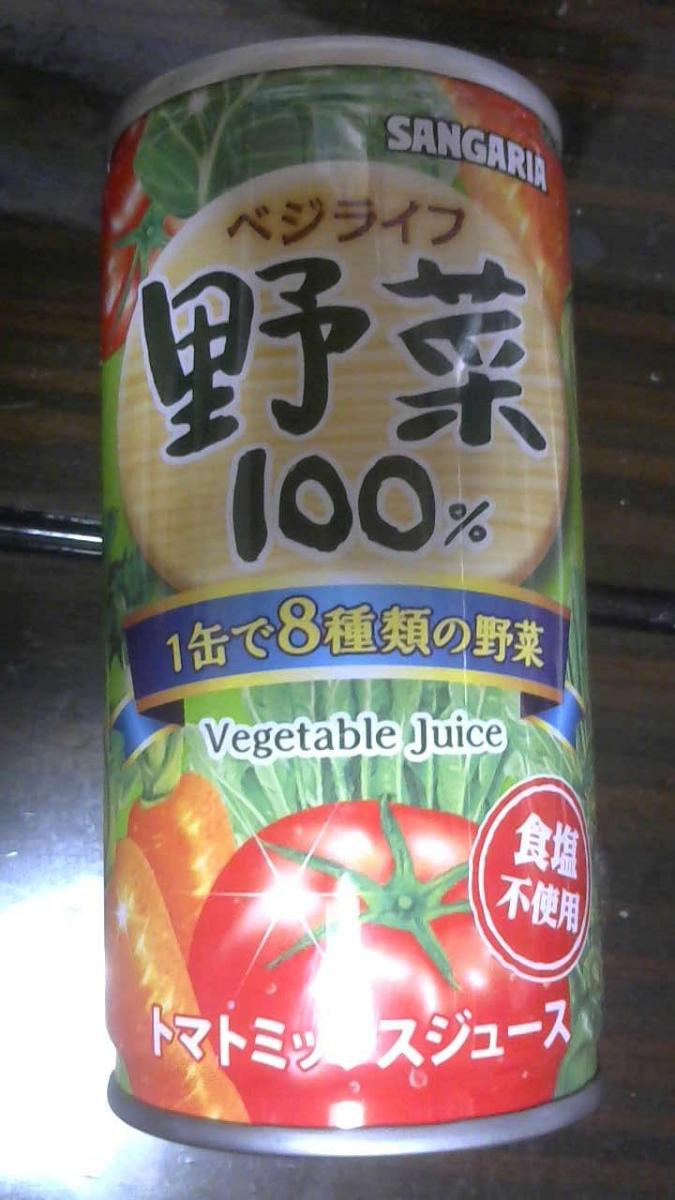 SANGARIA
ベジライフ
野菜
100%
1缶で8種類の野菜
Vegetable Juice
食塩
不使用
トマトミックスジュース